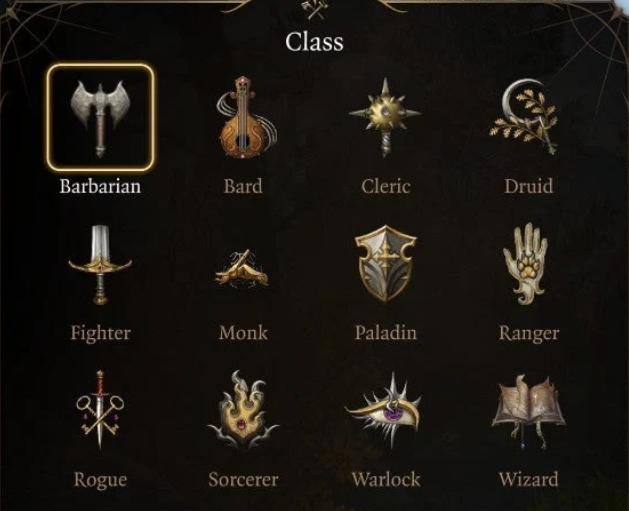 Class
Barbarian Bard Cleric Druid
Fighter Monk Paladin Ranger
Rogue Sorcerer Warlock Wizard